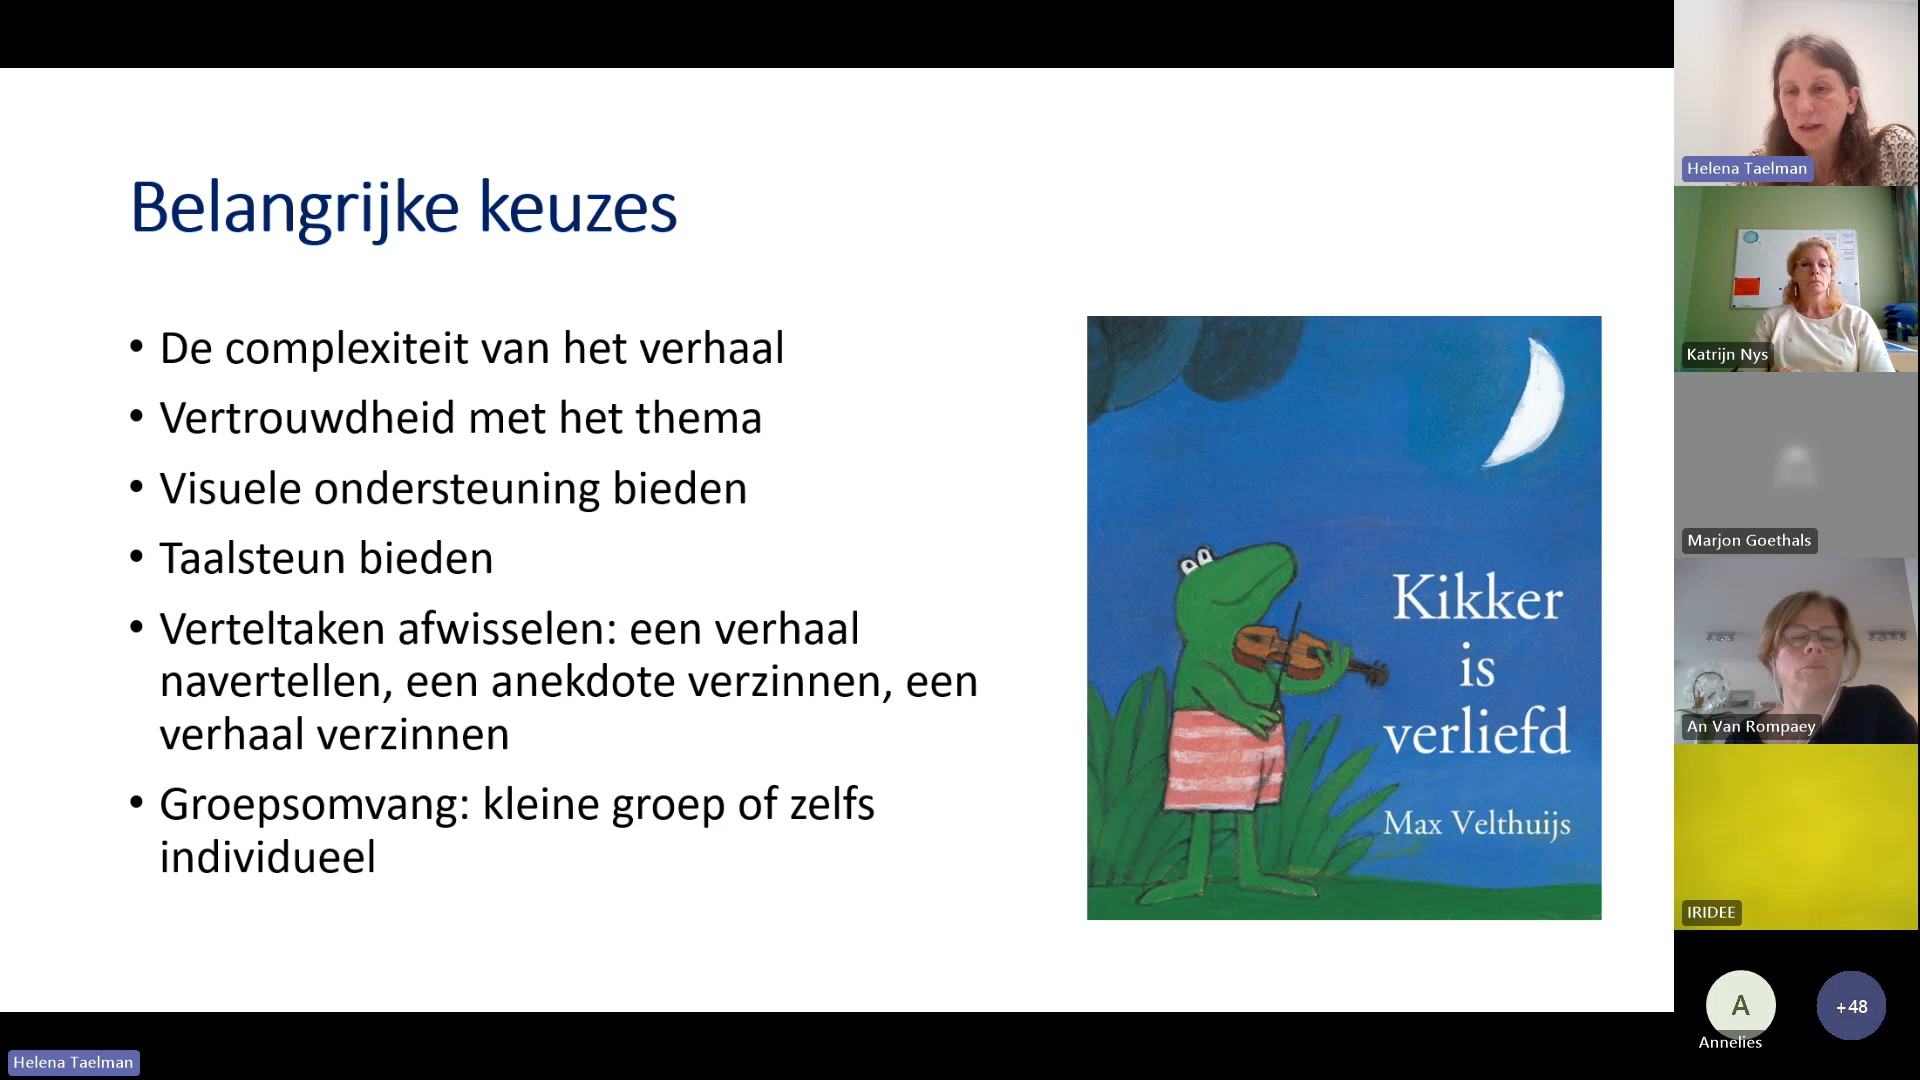 Belangrijke keuzes
• De complexiteit van het verhaal
• Vertrouwdheid met het thema
• Visuele ondersteuning bieden
• Taalsteun bieden
• Verteltaken afwisselen: een verhaal
navertellen, een anekdote verzinnen, een
verhaal verzinnen
• Groepsomvang: kleine groep of zelfs
individueel
Kikker
is
verliefd
Max Velthuijs
Helena Taelman
Katrijn Nys
Marjon Goethals
An Van Rompaey
IRIDEE
A
Annelies
+48
Helena Taelman